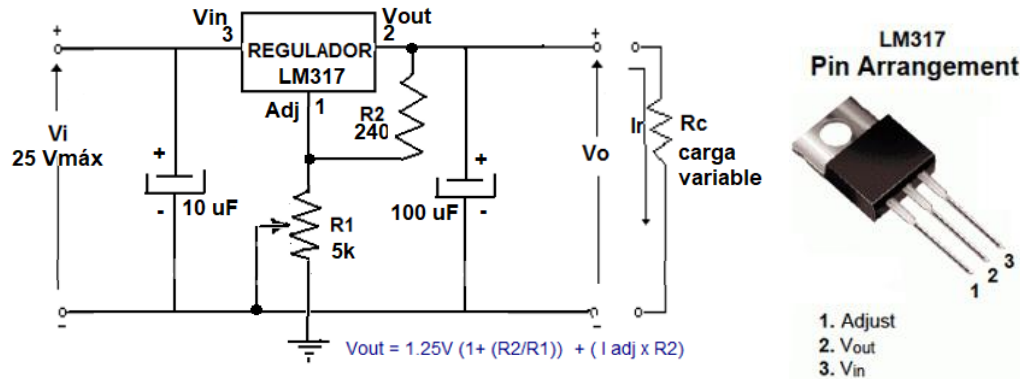 Vin
3
Vout
2
REGULADOR
LM317
Adj
1
R2
240
+
+
+
Vi
25 Vmáx
+
-
10 uF
R1
5k
+
-
100 uF
Vo
Ir
Rc
carga
variable
-
-
Vout = 1.25V (1+ (R2/R1)) + ( I adj x R2)
LM317
Pin Arrangement
3
2
1
1. Adjust
2. Vout
3. Vin